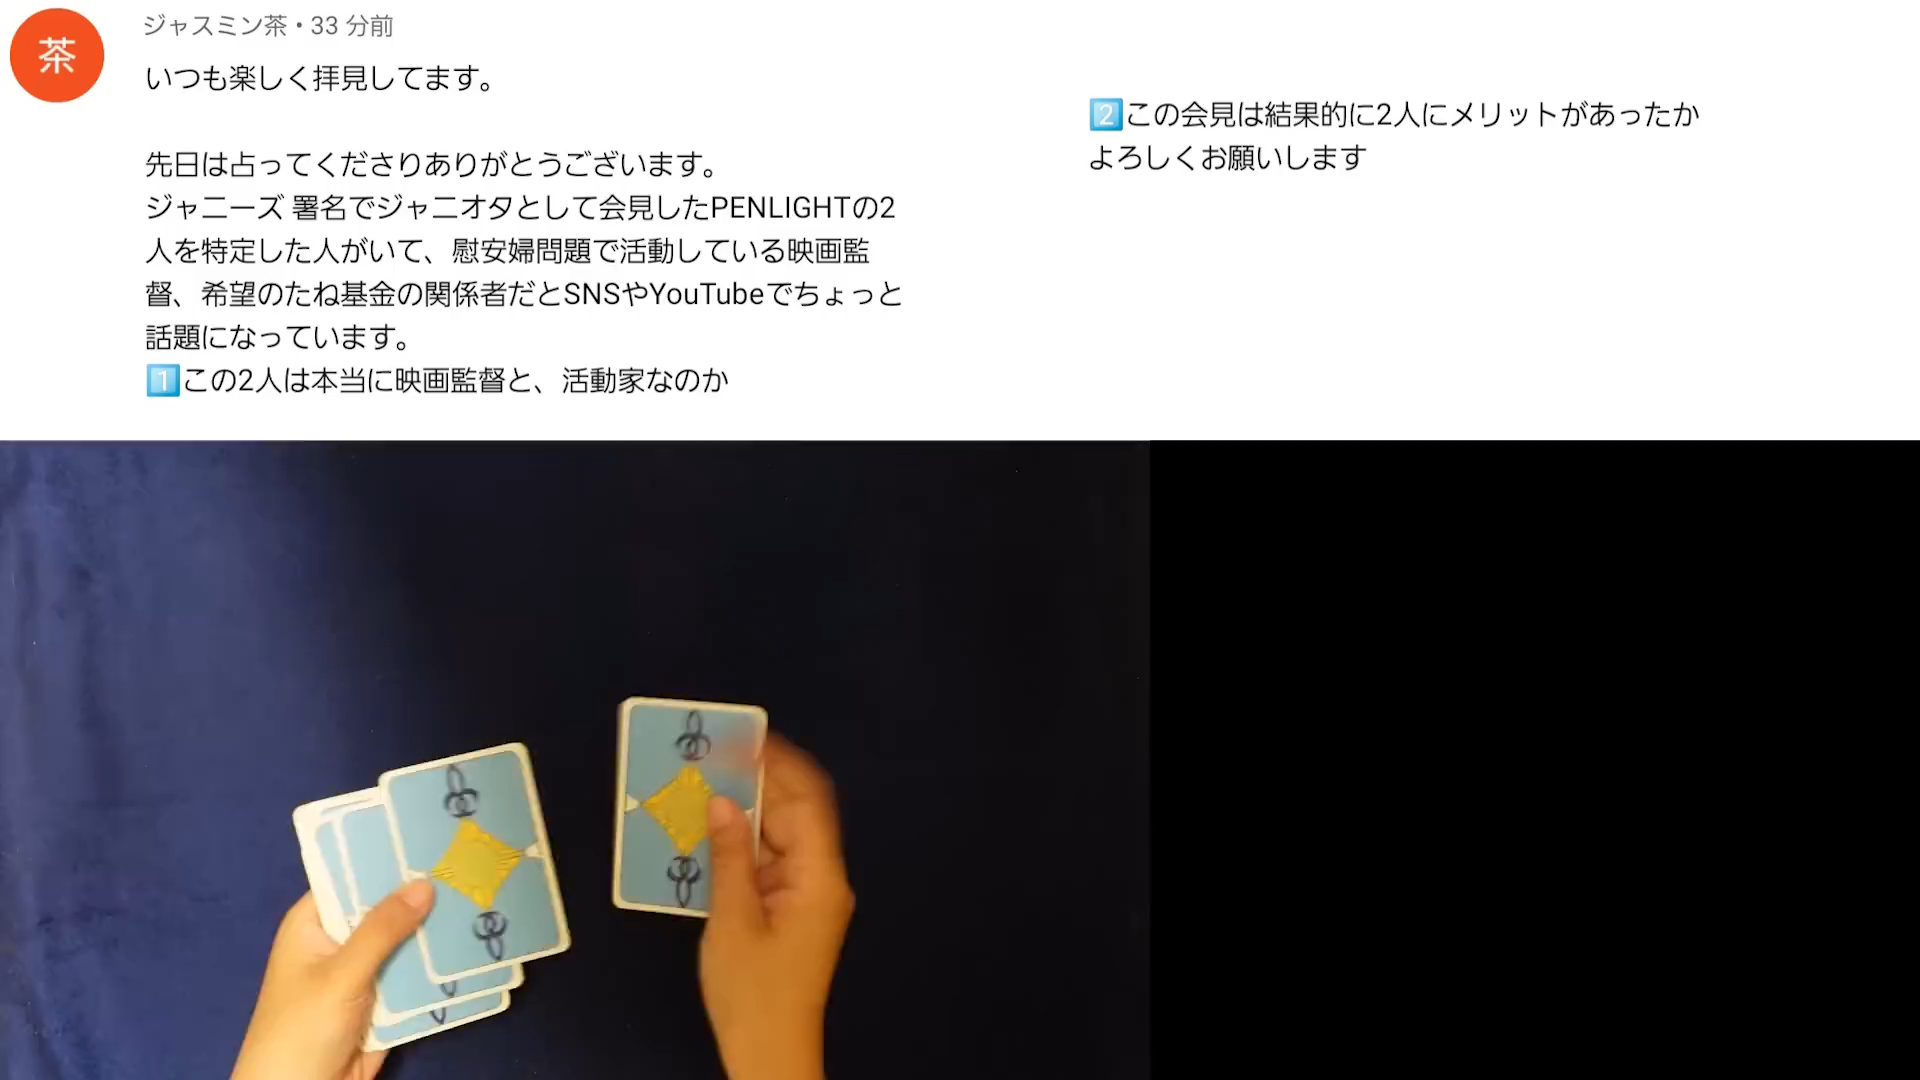 茶
ジャスミン茶・33 分前
いつも楽しく拝見してます。
先日は占ってくださりありがとうございます。
ジャニーズ 署名でジャニオタとして会見したPENLIGHTの2
人を特定した人がいて、慰安婦問題で活動している映画監
督、希望のたね基金の関係者だとSNSやYouTubeでちょっと
話題になっています。
1️⃣この2人は本当に映画監督と、活動家なのか
2️⃣この会見は結果的に2人にメリットがあったか
よろしくお願いします